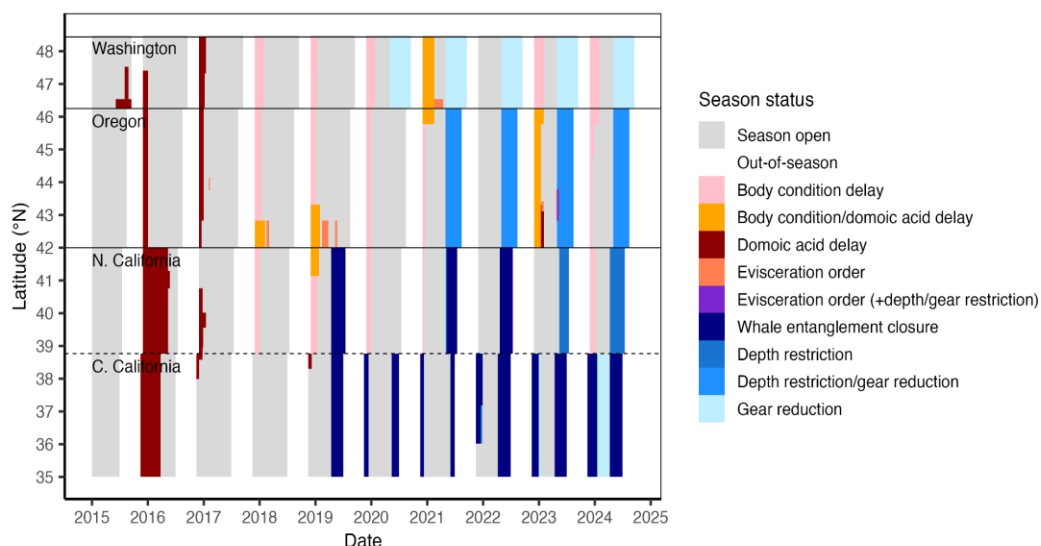 Washington
Oregon
N. California
C. California
48
47
46
45
44
43
42
41
40
39
38
37
36
35
Latitude (°N)
2015 2016 2017 2018 2019 2020 2021 2022 2023 2024 2025
Date
Season status
Season open
Out-of-season
Body condition delay
Body condition/domoic acid delay
Domoic acid delay
Evisceration order
Evisceration order (+depth/gear restriction)
Whale entanglement closure
Depth restriction
Depth restriction/gear reduction
Gear reduction